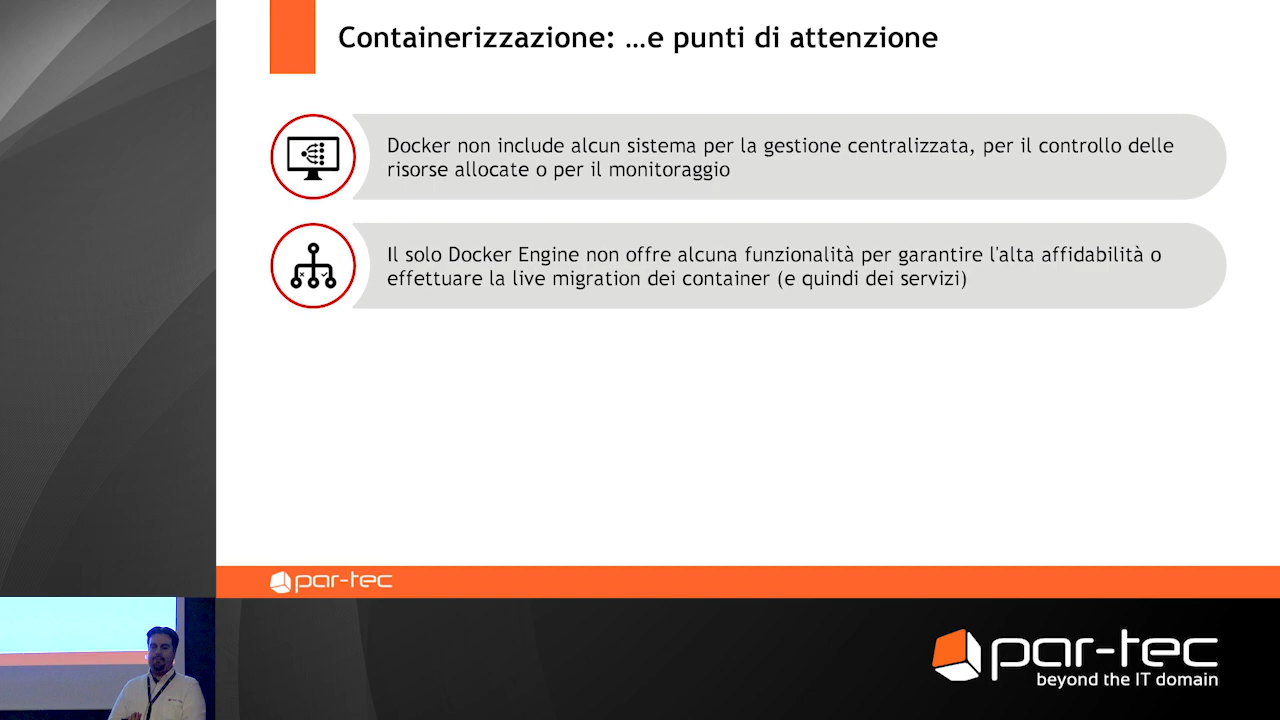 Containerizzazione: ...e punti di attenzione
Docker non include alcun sistema per la gestione centralizzata, per il controllo delle
risorse allocate o per il monitoraggio
Il solo Docker Engine non offre alcuna funzionalità per garantire l'alta affidabilità o
effettuare la live migration dei container (e quindi dei servizi)
par-tec
par-tec
beyond the IT domain